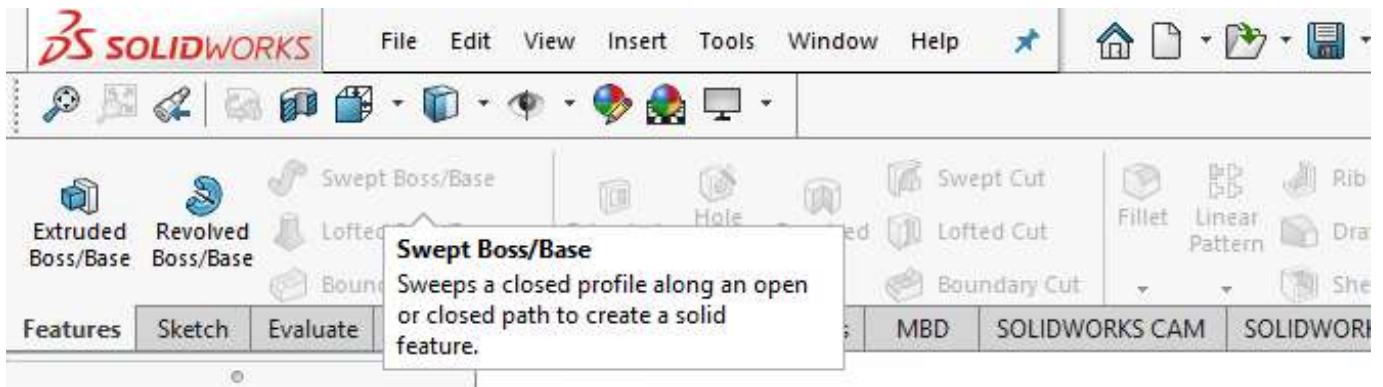 SOLIDWORKS File Edit View Insert Tools Window Help
Swept Boss/Base Swept Cut
Extruded Boss/Base Revolved Boss/Base Hole Fillet Linear Pattern Rib
Lofted Cut
Swept Boss/Base
Sweeps a closed profile along an open
or closed path to create a solid
feature.
Boundary Cut
Features Sketch Evaluate MBD SOLIDWORKS CAM